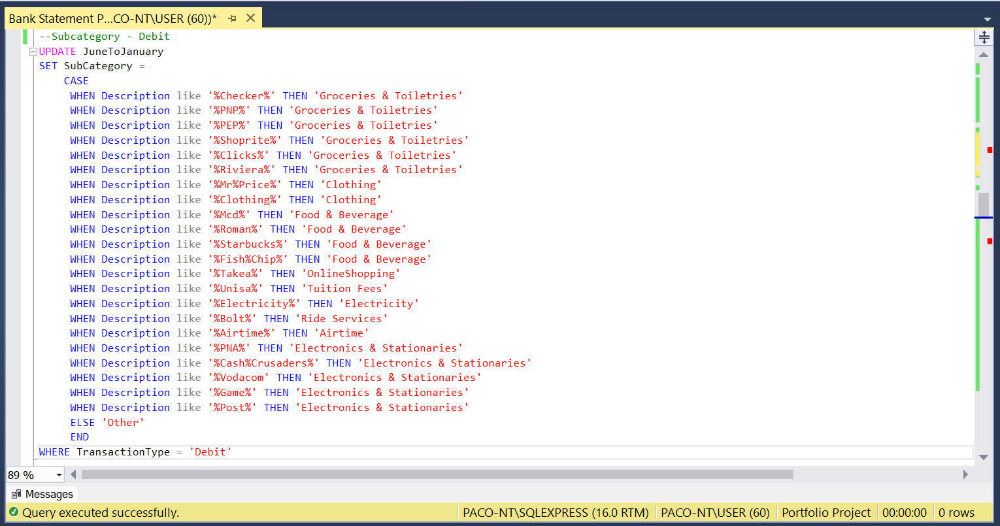 Bank Statement P...CO-NT\USER (60))*
--Subcategory - Debit
UPDATE JuneToJanuary
SET SubCategory =
CASE
WHEN Description like '%Checker%' THEN 'Groceries & Toiletries'
WHEN Description like '%PNP%' THEN 'Groceries & Toiletries'
WHEN Description like '%PEP%' THEN 'Groceries & Toiletries'
WHEN Description like '%Shoprite%' THEN 'Groceries & Toiletries'
WHEN Description like '%Clicks%' THEN 'Groceries & Toiletries'
WHEN Description like '%Riviera%' THEN 'Groceries & Toiletries'
WHEN Description like '%Mr%Price%' THEN 'Clothing'
WHEN Description like '%Clothing%' THEN 'Clothing'
WHEN Description like '%Mcd%' THEN 'Food & Beverage'
WHEN Description like '%Roman%' THEN 'Food & Beverage'
WHEN Description like '%Starbucks%' THEN 'Food & Beverage'
WHEN Description like '%Fish%Chip%' THEN 'Food & Beverage'
WHEN Description like '%Takea%' THEN 'OnlineShopping'
WHEN Description like '%Unisa%' THEN 'Tuition Fees'
WHEN Description like '%Electricity%' THEN 'Electricity'
WHEN Description like '%Bolt%' THEN 'Ride Services'
WHEN Description like '%Airtime%' THEN 'Airtime'
WHEN Description like '%PNA%' THEN 'Electronics & Stationaries'
WHEN Description like '%Cash%Crusaders%' THEN 'Electronics & Stationaries'
WHEN Description like '%Vodacom' THEN 'Electronics & Stationaries'
WHEN Description like '%Game%' THEN 'Electronics & Stationaries'
WHEN Description like '%Post%' THEN 'Electronics & Stationaries'
ELSE 'Other'
END
WHERE TransactionType = 'Debit'
89 %
Messages
Query executed successfully. PACO-NT\SQLEXPRESS (16.0 RTM) PACO-NT\USER (60) Portfolio Project 00:00:00 0 rows